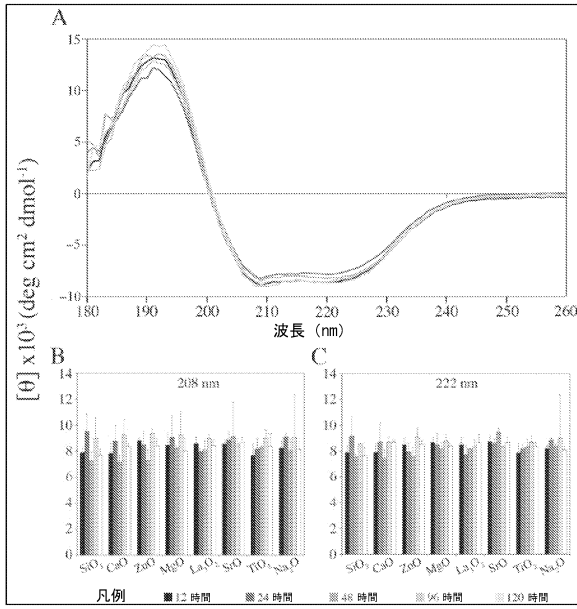 A
15
10
5
0
−5
−10
180 190 200 210 220 230 240 250 260
波長 (nm)
[θ] x10³ (deg cm² dmol⁻¹)
B
208 nm
14
12
10
8
6
4
2
0
SiO₂ CaO ZnO MgO La₂O₃ SrO TiO₂ Na₂O
C
222 nm
14
12
10
8
6
4
2
0
SiO₂ CaO ZnO MgO La₂O₃ SrO TiO₂ Na₂O
凡例 12 時間 24 時間 48 時間 96 時間 120 時間